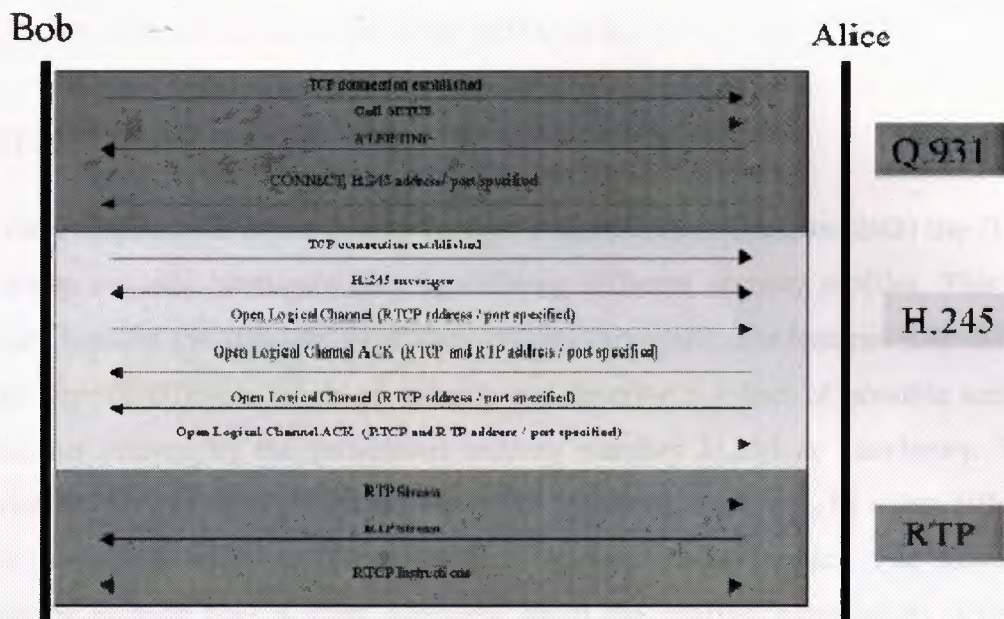 Bob
Alice
TCP connection established
Call SETUP
ALERTING
Q.931
CONNECT, H.245 address/ port specified
TCP connection established
H.245 messages
Open Logical Channel (RTCP address / port specified)
H.245
Open Logical Channel ACK (RTCP and RTP address / port specified)
Open Logical Channel (RTCP address / port specified)
Open Logical Channel ACK (RTCP and RTP address / port specified)
RTP Stream
RTP Stream
RTP
RTCP Instructions